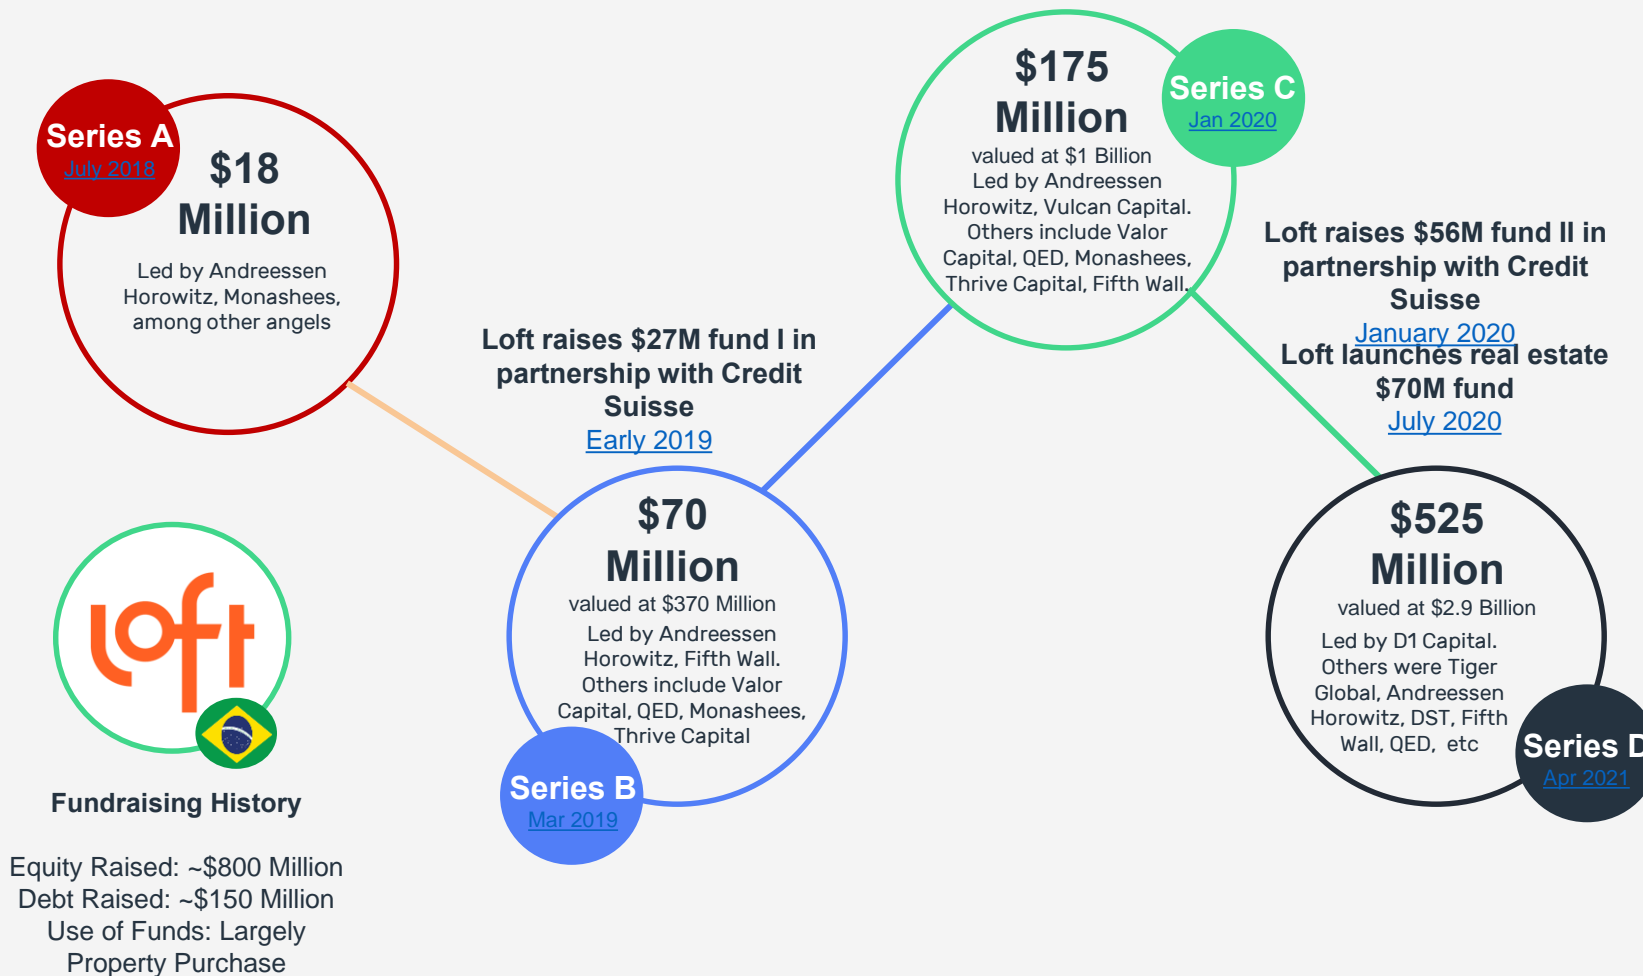 Series A
July 2018
$18
Million
Led by Andreessen
Horowitz, Monashees,
among other angels
Loft raises $27M fund I in
partnership with Credit
Suisse
Early 2019
$70
Million
valued at $370 Million
Led by Andreessen
Horowitz, Fifth Wall.
Others include Valor
Capital, QED, Monashees,
Thrive Capital
Series B
Mar 2019
$175
Million
valued at $1 Billion
Led by Andreessen
Horowitz, Vulcan Capital.
Others include Valor
Capital, QED, Monashees,
Thrive Capital, Fifth Wall.
Series C
Jan 2020
Loft raises $56M fund II in
partnership with Credit
Suisse
January 2020
Loft launches real estate
$70M fund
July 2020
$525
Million
valued at $2.9 Billion
Led by D1 Capital.
Others were Tiger
Global, Andreessen
Horowitz, DST, Fifth
Wall, QED, etc
Series D
Apr 2021
Loft
Fundraising History
Equity Raised: ~$800 Million
Debt Raised: ~$150 Million
Use of Funds: Largely
Property Purchase